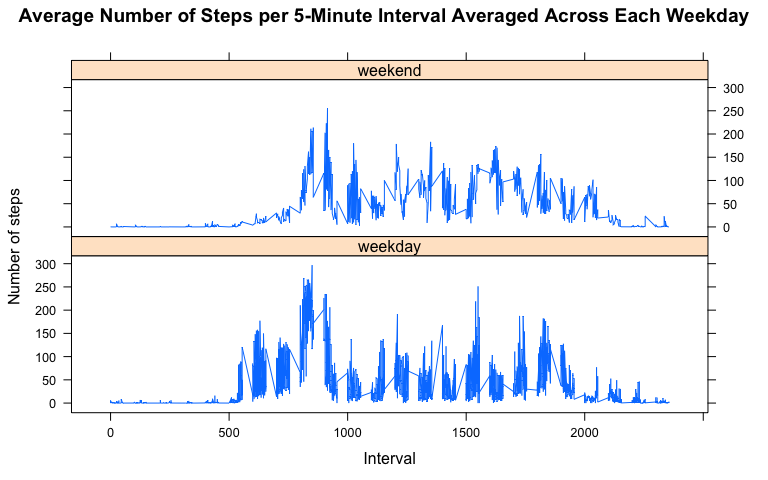 Average Number of Steps per 5-Minute Interval Averaged Across Each Weekday
weekend
300
250
200
150
100
50
0
weekday
300
250
200
150
100
50
0
Number of steps
0 500 1000 1500 2000
Interval